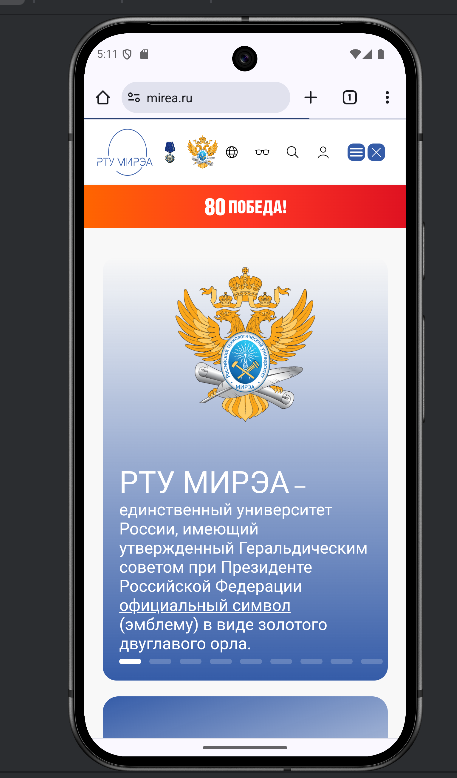 5:11
mirea.ru
1
РТУ МИРЭА
80 ПОБЕДА!
МИРЭА
РТУ МИРЭА –
единственный университет
России, имеющий
утвержденный Геральдическим
советом при Президенте
Российской Федерации
официальный символ
(эмблему) в виде золотого
двуглавого орла.